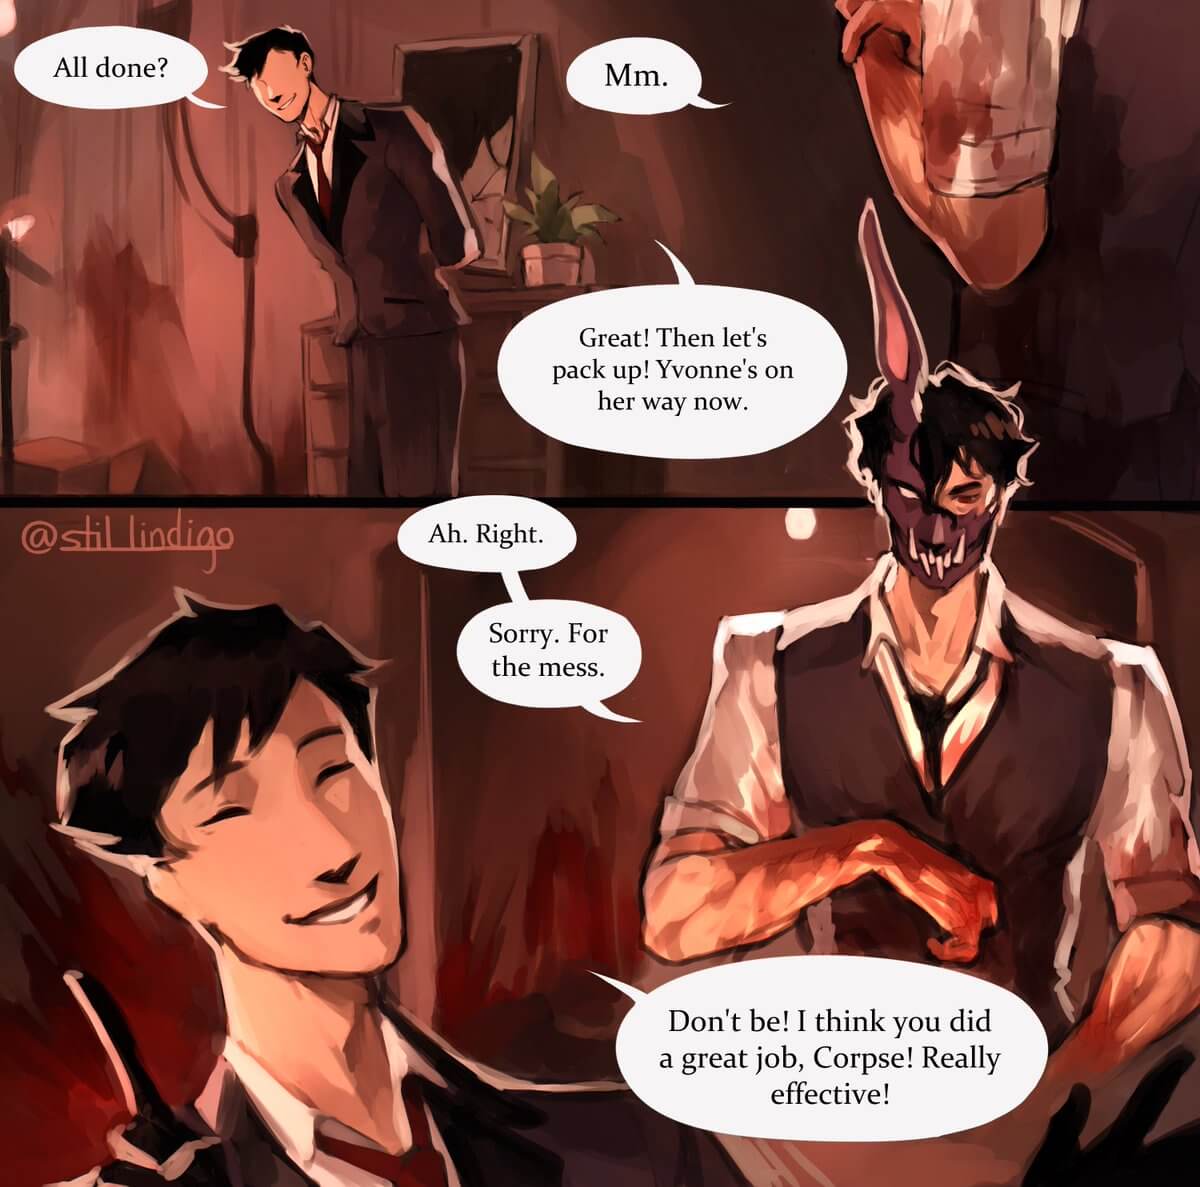 All done?
Mm.
Great! Then let's
pack up! Yvonne's on
her way now.
@stillindigo
Ah. Right.
Sorry. For
the mess.
Don't be! I think you did
a great job, Corpse! Really
effective!